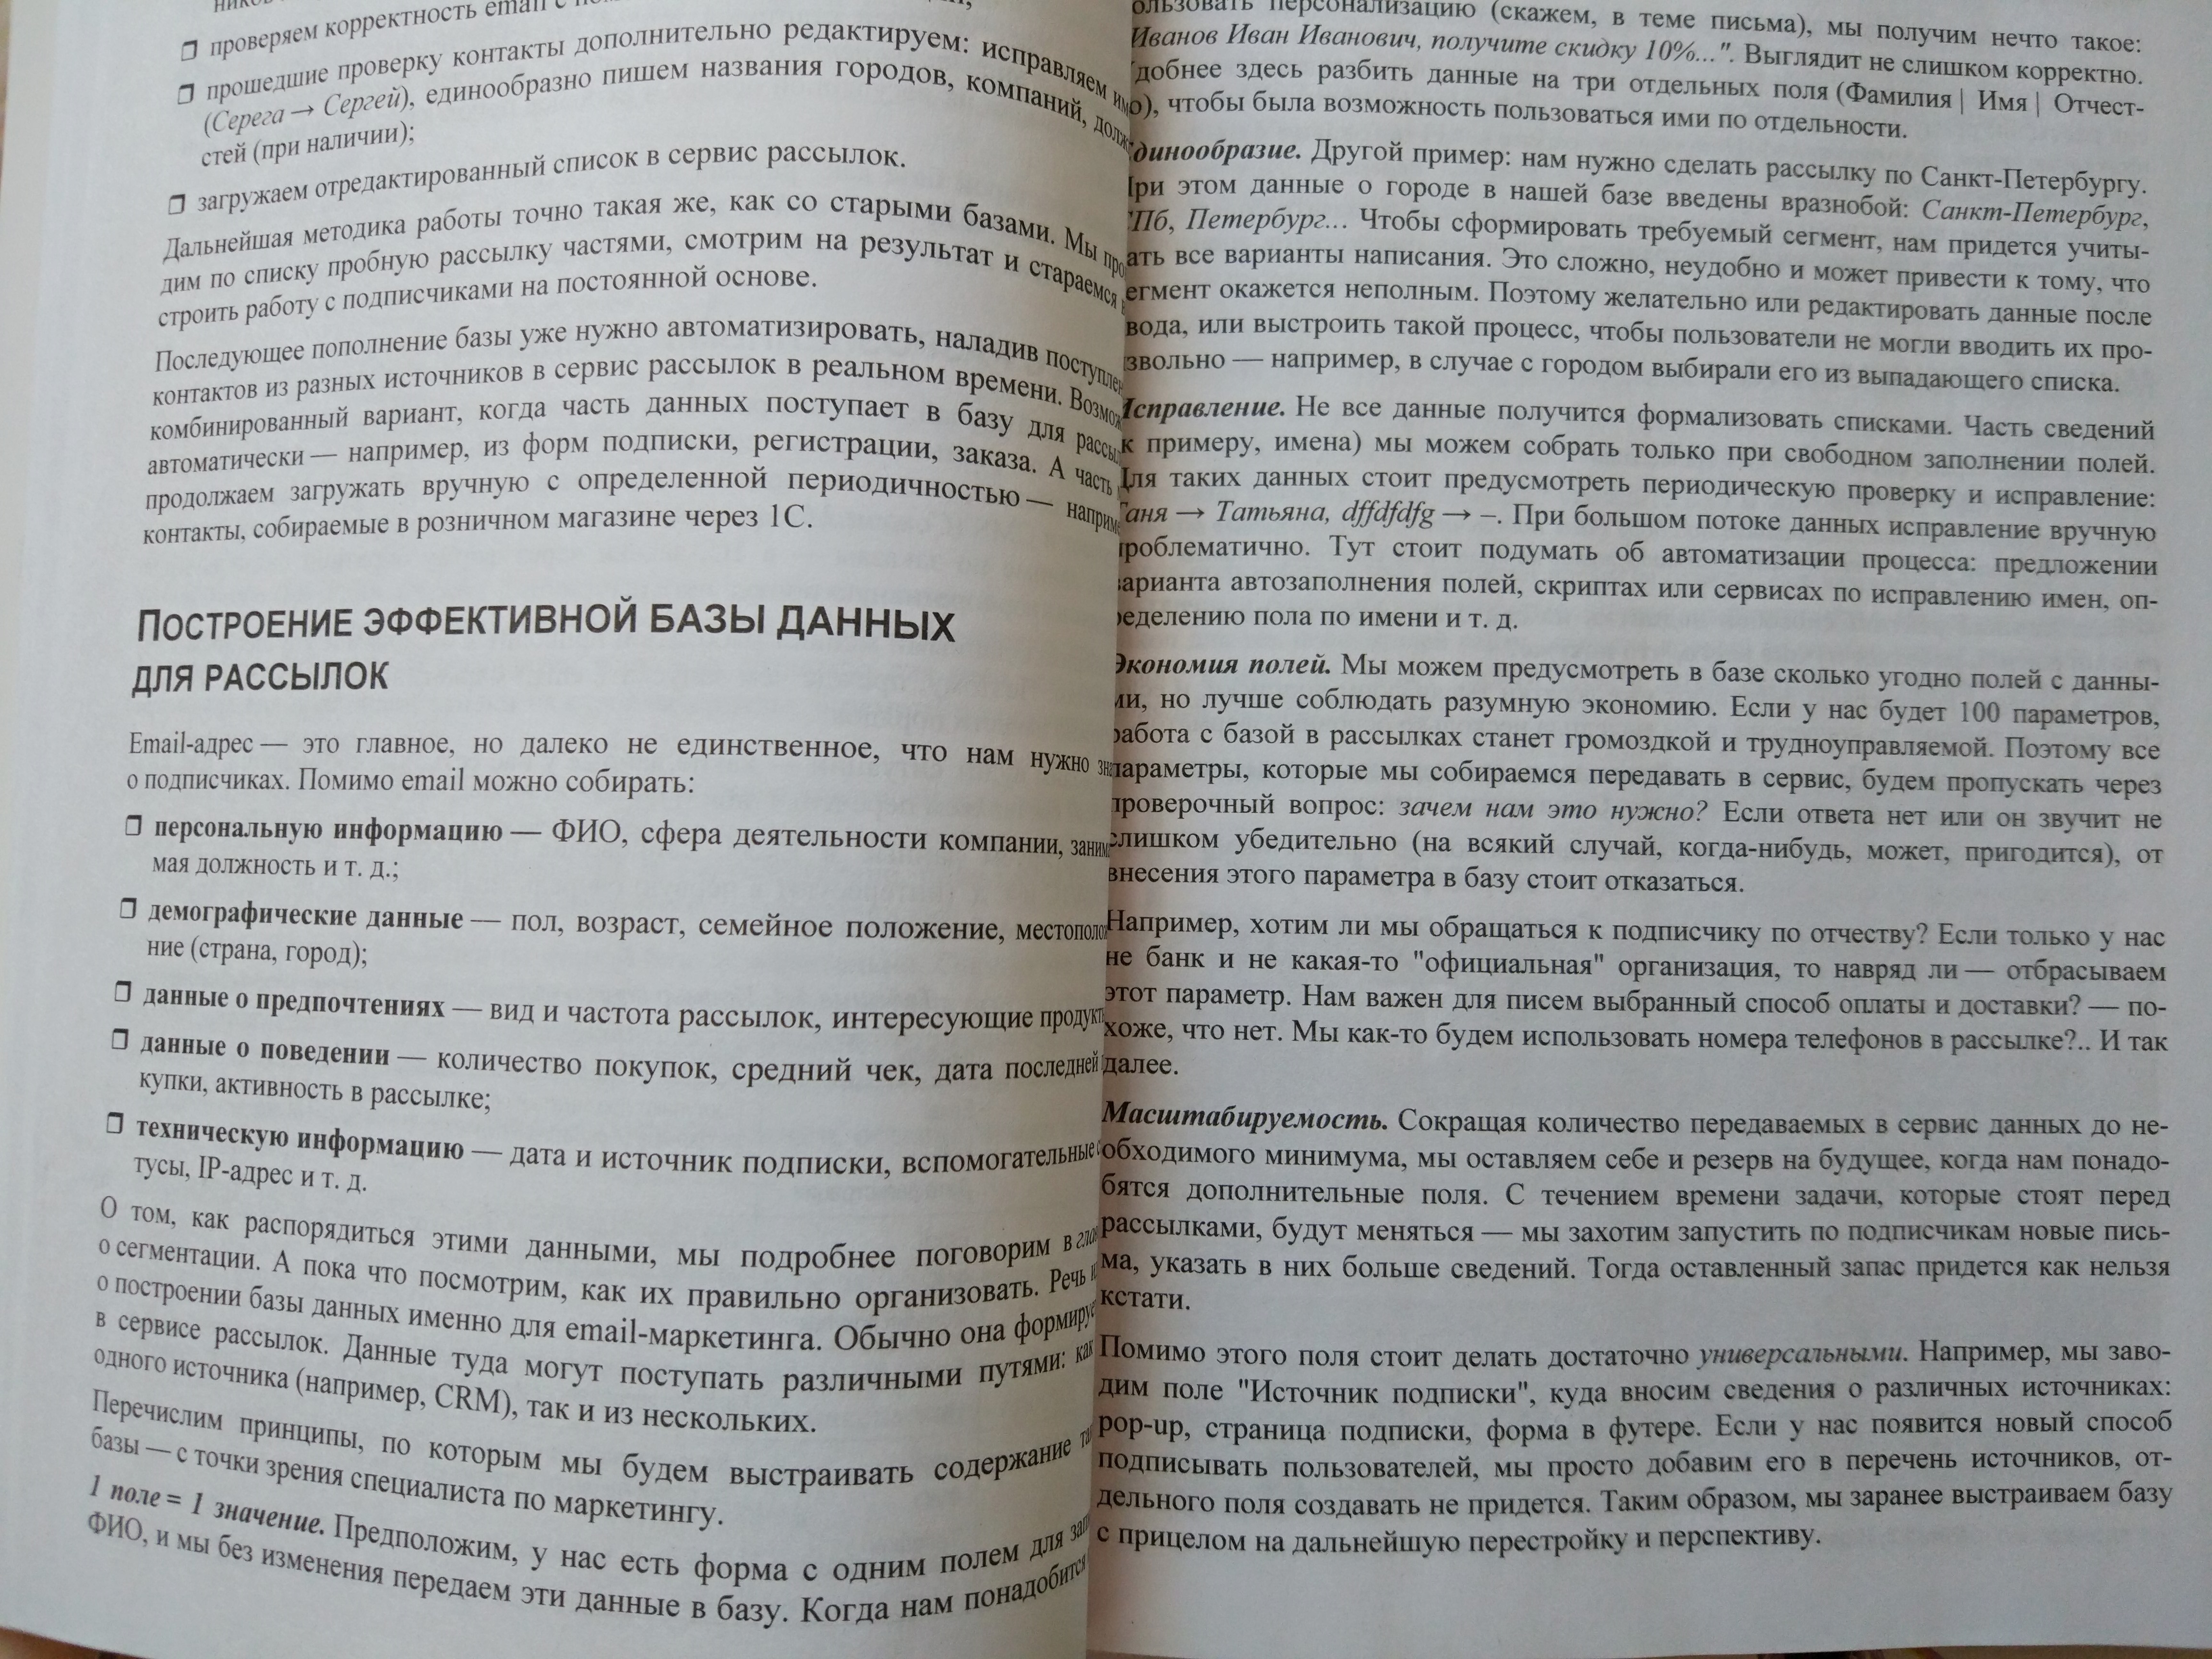 проверяем корректность email с
прошедшие проверку контакты дополнительно редактируем: исправляем
(Серега → Сергей), единообразно пишем названия городов, компаний,
стей (при наличии);
загружаем отредактированный список в сервис рассылок.
Дальнейшая методика работы точно такая же, как со старыми базами. Мы
дим по списку пробную рассылку частями, смотрим на результат и стараемся
строить работу с подписчиками на постоянной основе.
Последующее пополнение базы уже нужно автоматизировать, наладив
контактов из разных источников в сервис рассылок в реальном времени.
комбинированный вариант, когда часть данных поступает в базу для
автоматически — например, из форм подписки, регистрации, заказа. А часть
продолжаем загружать вручную с определенной периодичностью —
контакты, собираемые в розничном магазине через 1С.
ПОСТРОЕНИЕ ЭФФЕКТИВНОЙ БАЗЫ ДАННЫХ
ДЛЯ РАССЫЛОК
Email-адрес — это главное, но далеко не единственное, что нам нужно
о подписчиках. Помимо email можно собирать:
персональную информацию — ФИО, сфера деятельности компании,
мая должность и т. д.;
демографические данные — пол, возраст, семейное положение,
ние (страна, город);
данные о предпочтениях — вид и частота рассылок, интересующие
данные о поведении — количество покупок, средний чек, дата последней
купки, активность в рассылке;
техническую информацию — дата и источник подписки, вспомогательные
тусы, IP-адрес и т. д.
О том, как распорядиться этими данными, мы подробнее поговорим в
о сегментации. А пока что посмотрим, как их правильно организовать. Речь
о построении базы данных именно для email-маркетинга. Обычно она
в сервисе рассылок. Данные туда могут поступать различными путями: как
одного источника (например, CRM), так и из нескольких.
Перечислим принципы, по которым мы будем выстраивать содержание
базы — с точки зрения специалиста по маркетингу.
1 поле = 1 значение. Предположим, у нас есть форма с одним полем для
ФИО, и мы без изменения передаем эти данные в базу. Когда нам понадобится
персонализацию (скажем, в теме письма), мы получим нечто такое:
Иванов Иван Иванович, получите скидку 10%...". Выглядит не слишком корректно.
добнее здесь разбить данные на три отдельных поля (Фамилия | Имя | Отчест-
о), чтобы была возможность пользоваться ими по отдельности.
динообразие. Другой пример: нам нужно сделать рассылку по Санкт-Петербургу.
ри этом данные о городе в нашей базе введены вразнобой: Санкт-Петербург,
Пб, Петербург... Чтобы сформировать требуемый сегмент, нам придется учиты-
ать все варианты написания. Это сложно, неудобно и может привести к тому, что
егмент окажется неполным. Поэтому желательно или редактировать данные после
вода, или выстроить такой процесс, чтобы пользователи не могли вводить их про-
звольно — например, в случае с городом выбирали его из выпадающего списка.
Исправление. Не все данные получится формализовать списками. Часть сведений
к примеру, имена) мы можем собрать только при свободном заполнении полей.
Для таких данных стоит предусмотреть периодическую проверку и исправление:
Таня → Татьяна, dffdfdfg → –. При большом потоке данных исправление вручную
проблематично. Тут стоит подумать об автоматизации процесса: предложении
варианта автозаполнения полей, скриптах или сервисах по исправлению имен, оп-
ределению пола по имени и т. д.
Экономия полей. Мы можем предусмотреть в базе сколько угодно полей с данны-
ми, но лучше соблюдать разумную экономию. Если у нас будет 100 параметров,
работа с базой в рассылках станет громоздкой и трудноуправляемой. Поэтому все
параметры, которые мы собираемся передавать в сервис, будем пропускать через
проверочный вопрос: зачем нам это нужно? Если ответа нет или он звучит не
слишком убедительно (на всякий случай, когда-нибудь, может, пригодится), от
внесения этого параметра в базу стоит отказаться.
Например, хотим ли мы обращаться к подписчику по отчеству? Если только у нас
не банк и не какая-то "официальная" организация, то навряд ли — отбрасываем
этот параметр. Нам важен для писем выбранный способ оплаты и доставки? — по-
хоже, что нет. Мы как-то будем использовать номера телефонов в рассылке?.. И так
далее.
Масштабируемость. Сокращая количество передаваемых в сервис данных до не-
обходимого минимума, мы оставляем себе и резерв на будущее, когда нам понадо-
бятся дополнительные поля. С течением времени задачи, которые стоят перед
рассылками, будут меняться — мы захотим запустить по подписчикам новые пись-
ма, указать в них больше сведений. Тогда оставленный запас придется как нельзя
кстати.
Помимо этого поля стоит делать достаточно универсальными. Например, мы заво-
дим поле "Источник подписки", куда вносим сведения о различных источниках:
pop-up, страница подписки, форма в футере. Если у нас появится новый способ
подписывать пользователей, мы просто добавим его в перечень источников, от-
дельного поля создавать не придется. Таким образом, мы заранее выстраиваем базу
с прицелом на дальнейшую перестройку и перспективу.